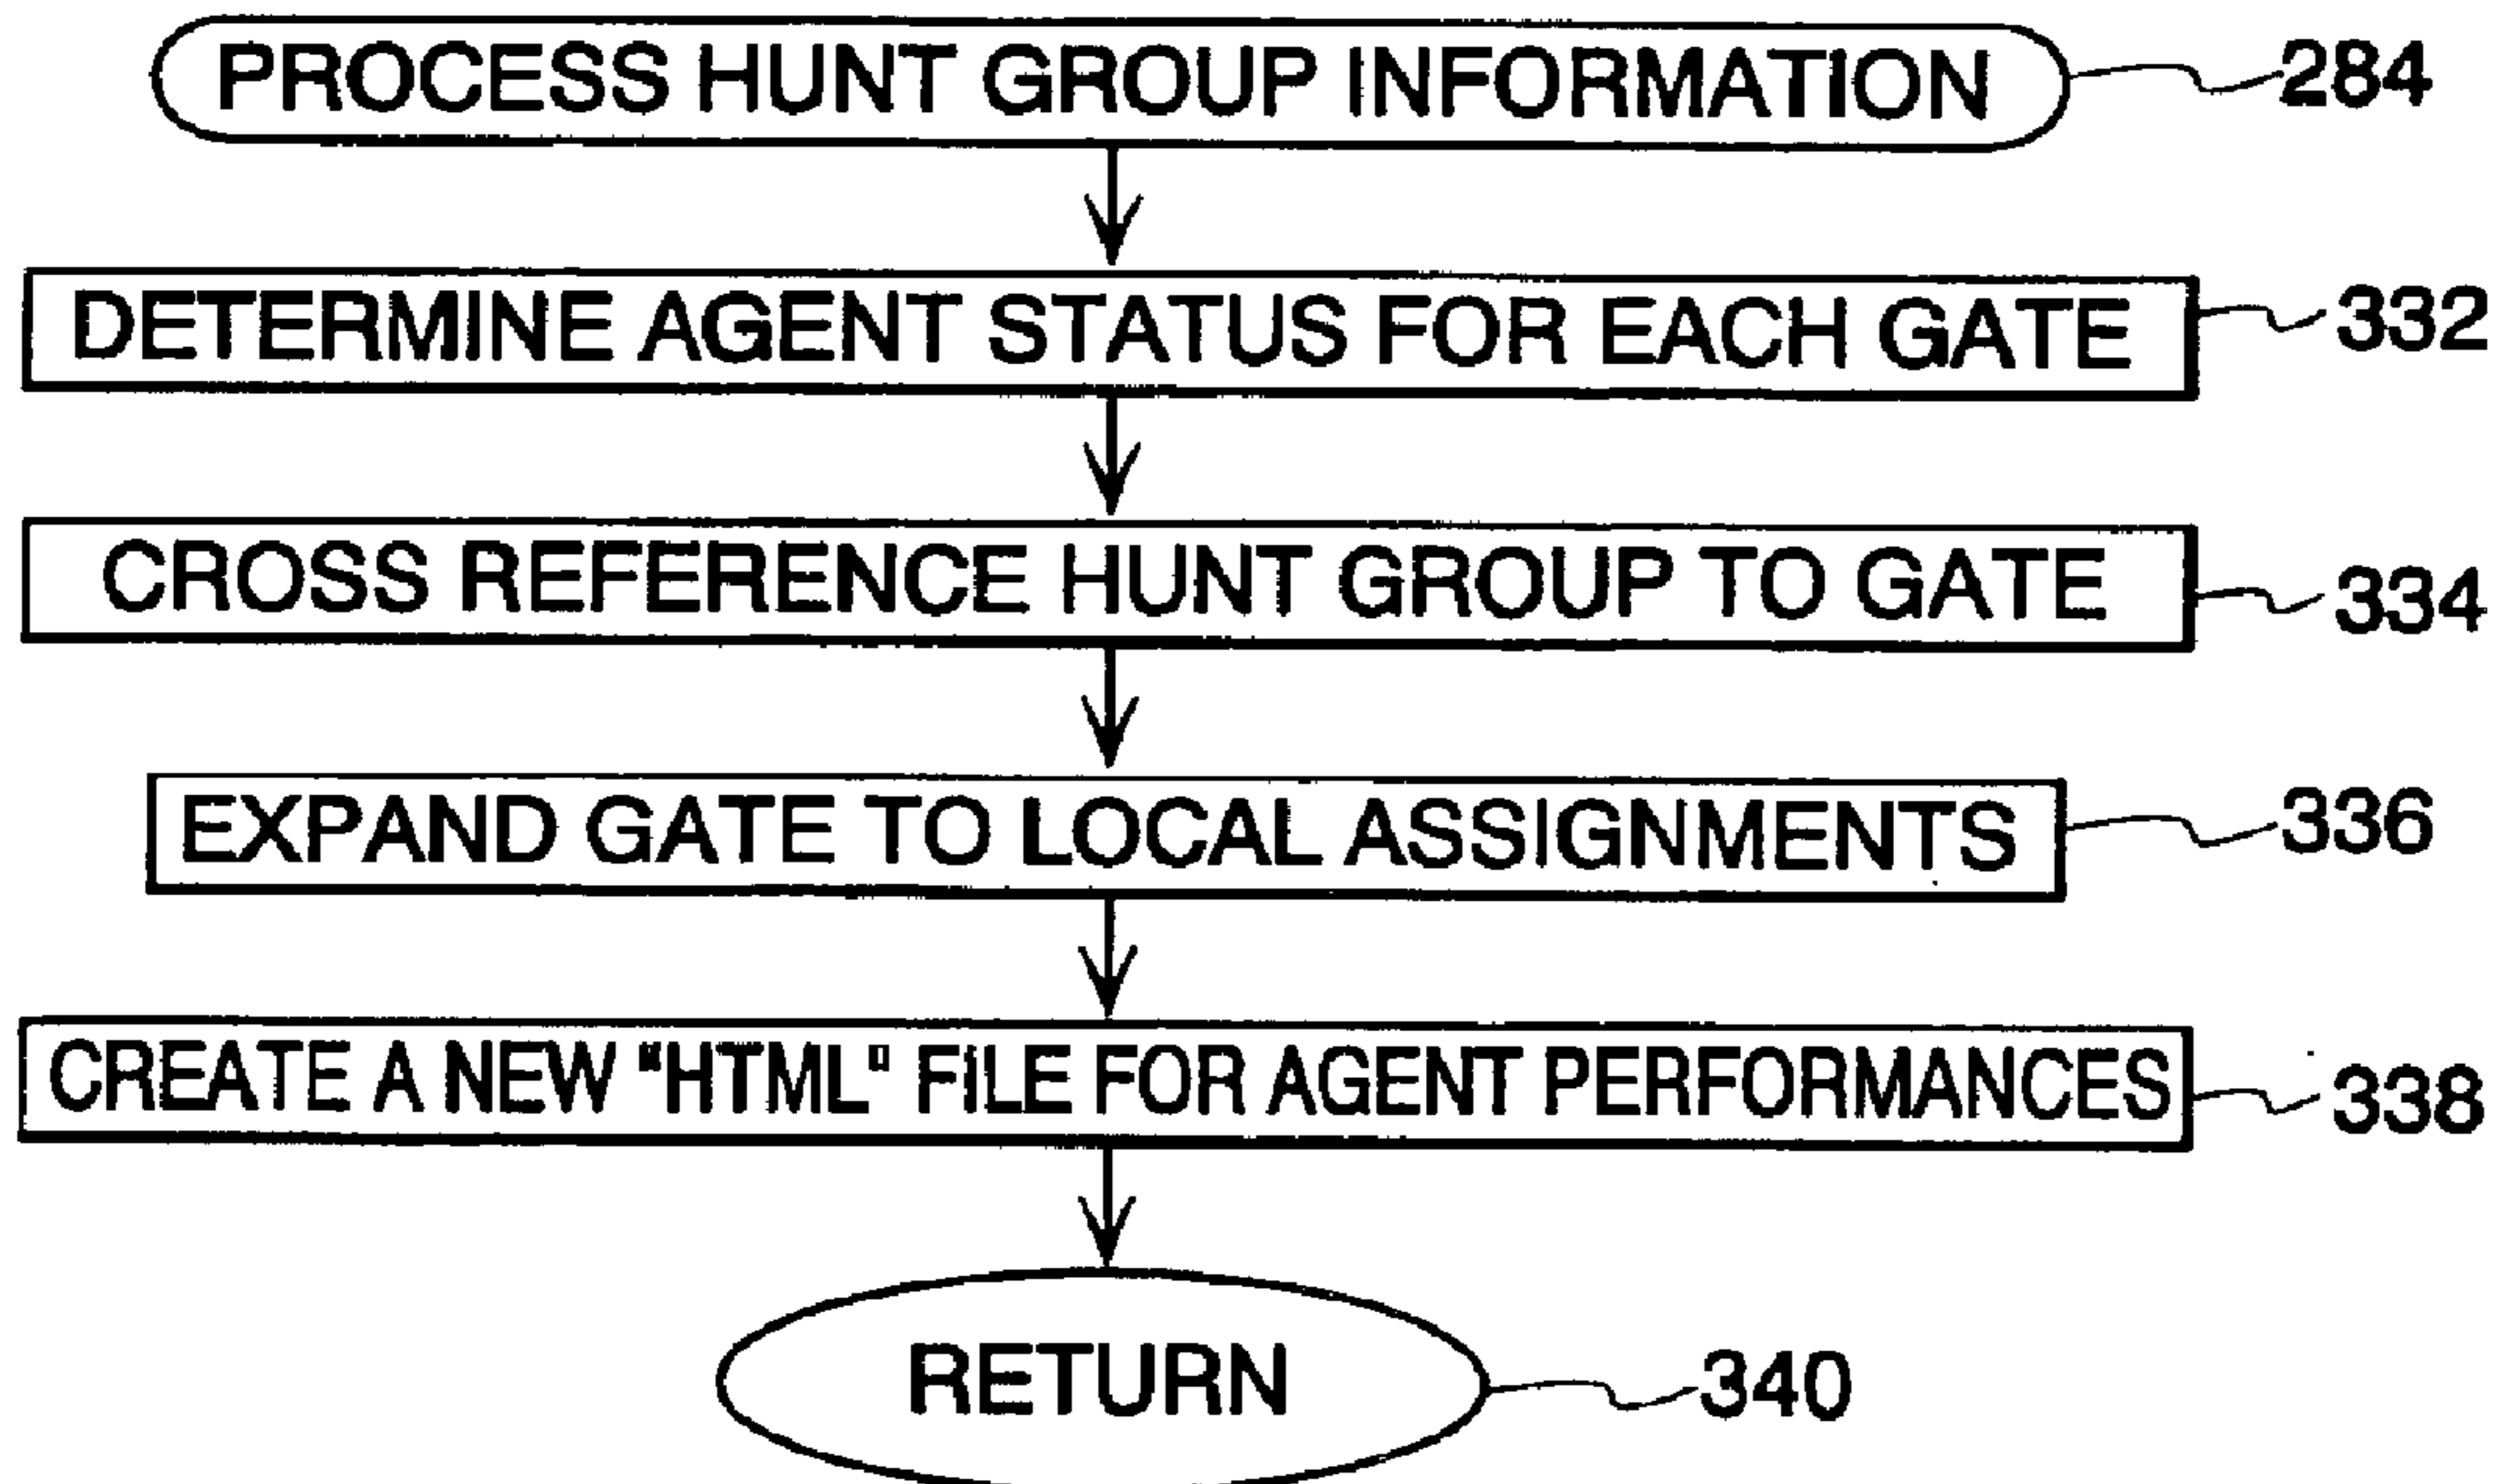 PROCESS HUNT GROUP INFORMATION 284
DETERMINE AGENT STATUS FOR EACH GATE 332
CROSS REFERENCE HUNT GROUP TO GATE 334
EXPAND GATE TO LOCAL ASSIGNMENTS 336
CREATE A NEW "HTML" FILE FOR AGENT PERFORMANCES 338
RETURN 340